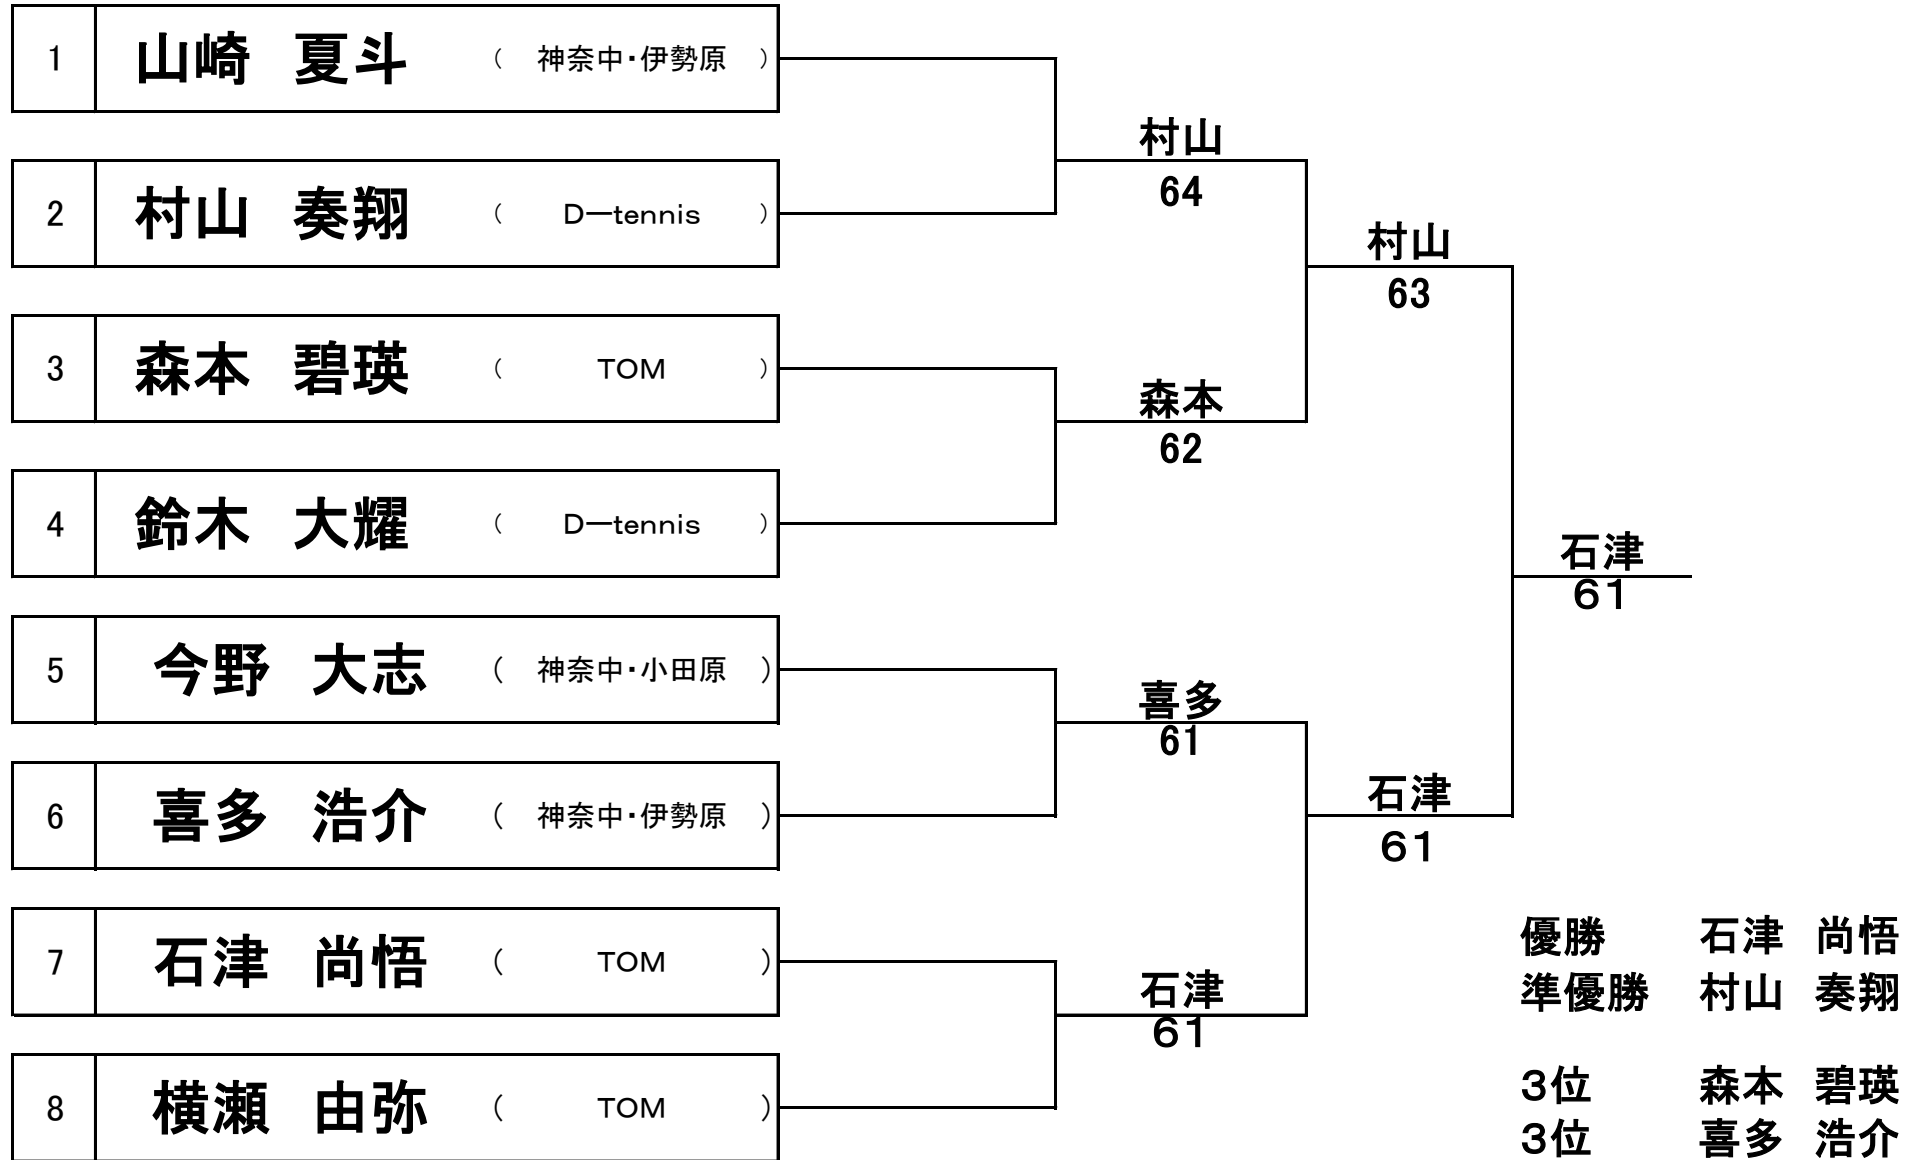 1 山崎 夏斗 ( 神奈中・伊勢原 )
村山
64
2 村山 奏翔 ( D－tennis )
村山
63
3 森本 碧瑛 ( TOM )
森本
62
4 鈴木 大耀 ( D－tennis )
石津
61
5 今野 大志 ( 神奈中・小田原 )
喜多
61
6 喜多 浩介 ( 神奈中・伊勢原 )
石津
61
7 石津 尚悟 ( TOM )
石津
61
8 横瀬 由弥 ( TOM )
優勝 石津 尚悟
準優勝 村山 奏翔
3位 森本 碧瑛
3位 喜多 浩介